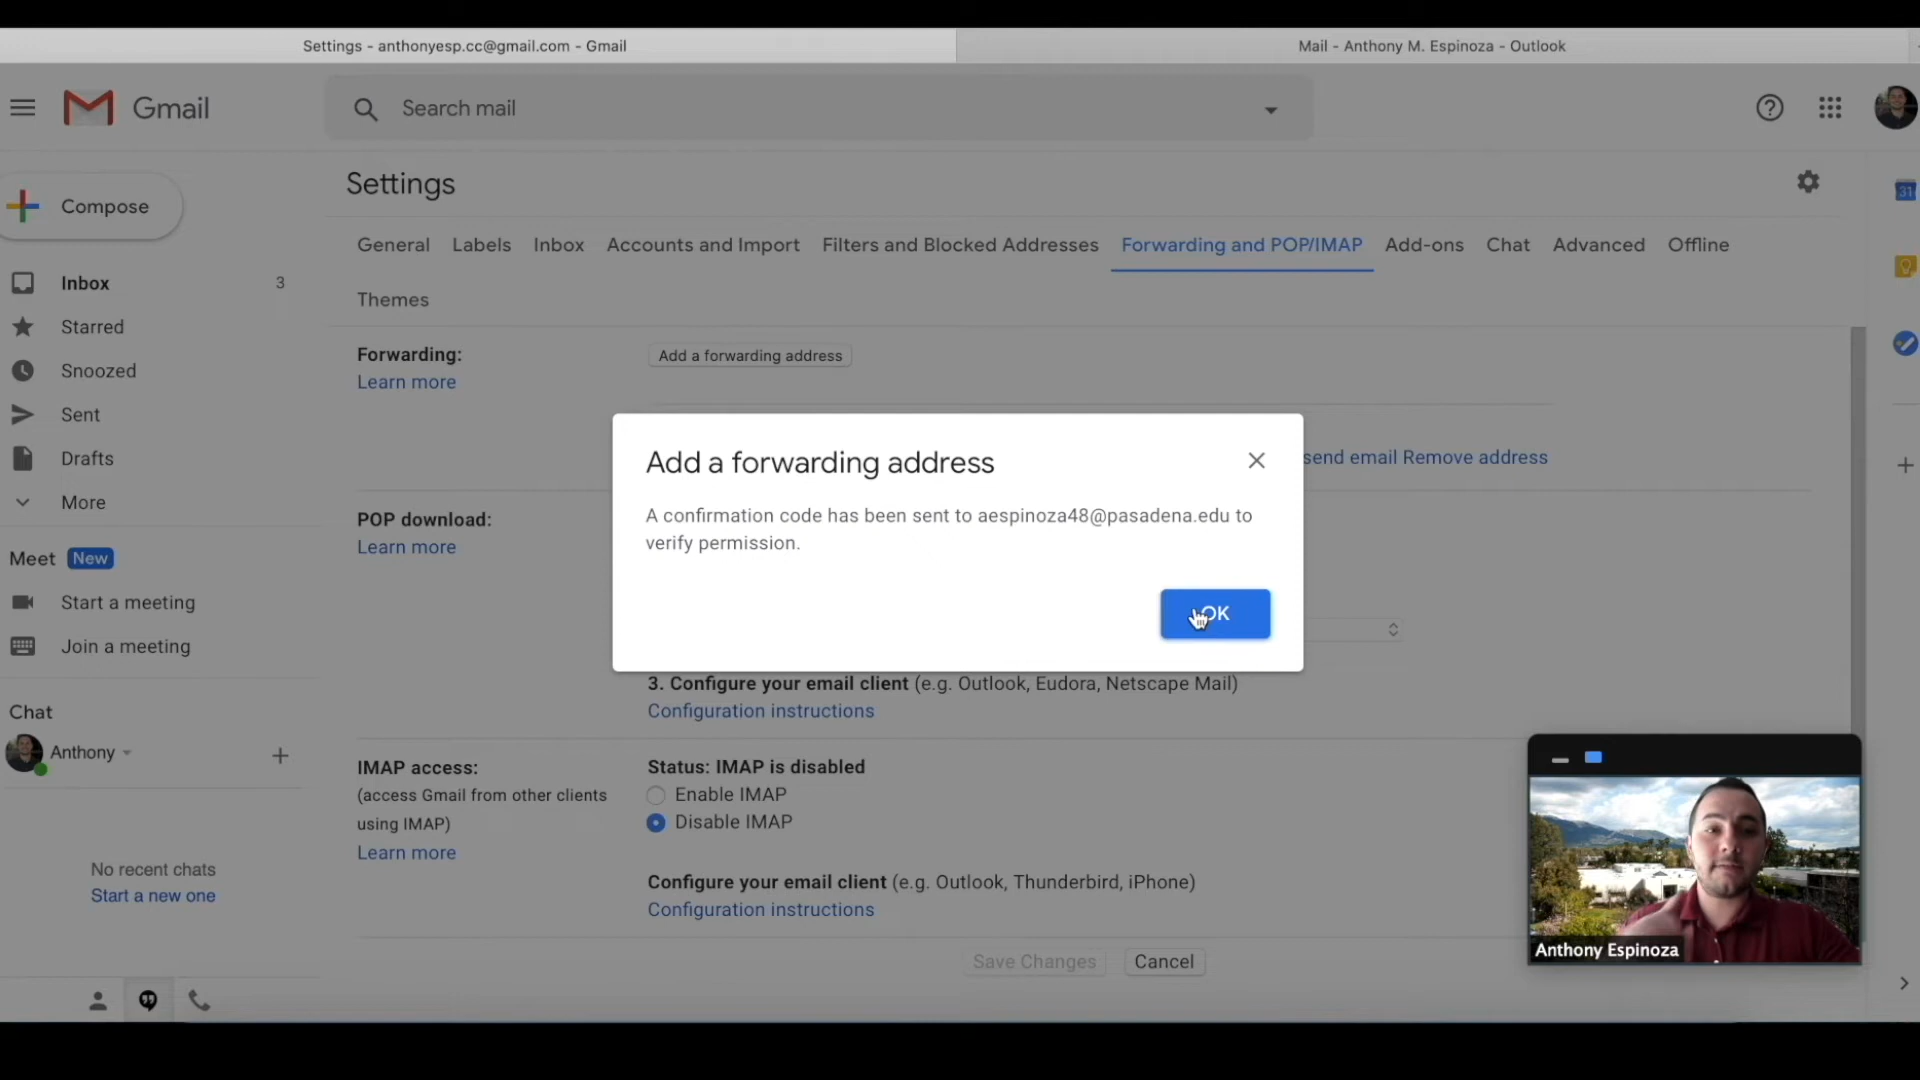 Settings - anthonyesp.cc@gmail.com - Gmail
Mail - Anthony M. Espinoza - Outlook
Gmail
Search mail
31
Compose
Settings
General Labels Inbox Accounts and Import Filters and Blocked Addresses Forwarding and POP/IMAP Add-ons Chat Advanced Offline
Themes
Inbox 3
Starred
Snoozed
Sent
Drafts
More
Meet New
Start a meeting
Join a meeting
Chat
Anthony
No recent chats
Start a new one
Forwarding:
Learn more
Add a forwarding address
send email Remove address
Add a forwarding address
A confirmation code has been sent to aespinoza48@pasadena.edu to
verify permission.
OK
POP download:
Learn more
3. Configure your email client (e.g. Outlook, Eudora, Netscape Mail)
Configuration instructions
IMAP access:
(access Gmail from other clients
using IMAP)
Learn more
Status: IMAP is disabled
Enable IMAP
Disable IMAP
Configure your email client (e.g. Outlook, Thunderbird, iPhone)
Configuration instructions
Save Changes Cancel
Anthony Espinoza